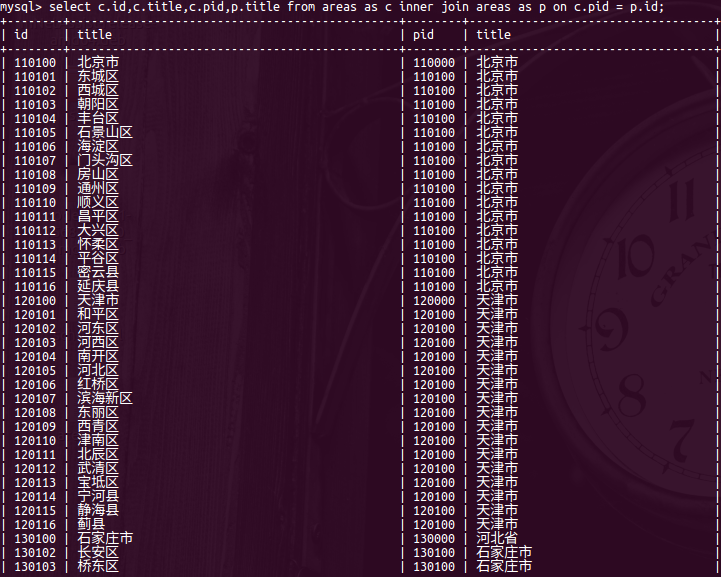 mysql> select c.id,c.title,c.pid,p.title from areas as c inner join areas as p on c.pid = p.id;
| id | title | pid | title |
| 110100 | 北京市 | 110000 | 北京市
| 110101 | 东城区 | 110100 | 北京市
| 110102 | 西城区 | 110100 | 北京市
| 110103 | 朝阳区 | 110100 | 北京市
| 110104 | 丰台区 | 110100 | 北京市
| 110105 | 石景山区 | 110100 | 北京市
| 110106 | 海淀区 | 110100 | 北京市
| 110107 | 门头沟区 | 110100 | 北京市
| 110108 | 房山区 | 110100 | 北京市
| 110109 | 通州区 | 110100 | 北京市
| 110110 | 顺义区 | 110100 | 北京市
| 110111 | 昌平区 | 110100 | 北京市
| 110112 | 大兴区 | 110100 | 北京市
| 110113 | 怀柔区 | 110100 | 北京市
| 110114 | 平谷区 | 110100 | 北京市
| 110115 | 密云县 | 110100 | 北京市
| 110116 | 延庆县 | 110100 | 北京市
| 120100 | 天津市 | 120000 | 天津市
| 120101 | 和平区 | 120100 | 天津市
| 120102 | 河东区 | 120100 | 天津市
| 120103 | 河西区 | 120100 | 天津市
| 120104 | 南开区 | 120100 | 天津市
| 120105 | 河北区 | 120100 | 天津市
| 120106 | 红桥区 | 120100 | 天津市
| 120107 | 滨海新区 | 120100 | 天津市
| 120108 | 东丽区 | 120100 | 天津市
| 120109 | 西青区 | 120100 | 天津市
| 120110 | 津南区 | 120100 | 天津市
| 120111 | 北辰区 | 120100 | 天津市
| 120112 | 武清区 | 120100 | 天津市
| 120113 | 宝坻区 | 120100 | 天津市
| 120114 | 宁河县 | 120100 | 天津市
| 120115 | 静海县 | 120100 | 天津市
| 120116 | 蓟县 | 120100 | 天津市
| 130100 | 石家庄市 | 130000 | 河北省
| 130102 | 长安区 | 130100 | 石家庄市
| 130103 | 桥东区 | 130100 | 石家庄市
11
10
9
8
7